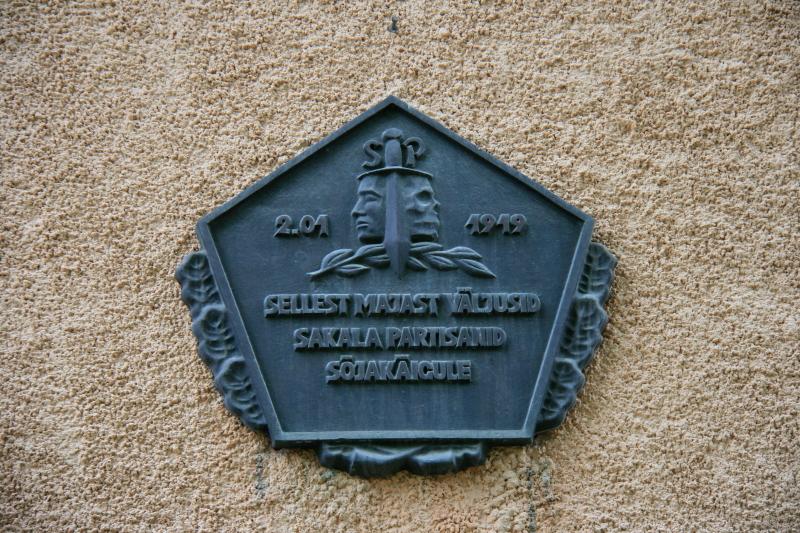 SP
2.01 1919
SELLEST MAJAST VÄLJUSID
SAKALA PARTISANID
SÕJAKÄIGULE